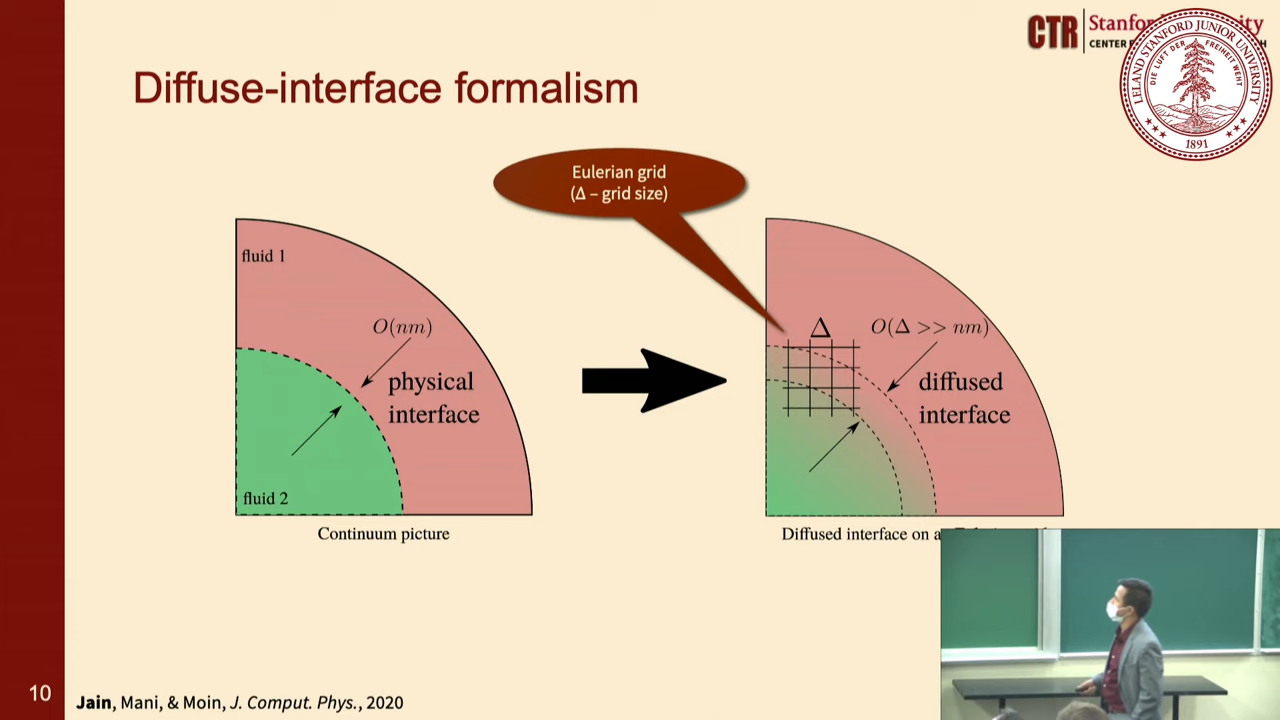 CTR
CENTER
LELAND STANFORD JUNIOR UNIVERSITY
DIE LUFT DER FREIHEIT WEHT
1891
Diffuse-interface formalism
Eulerian grid
(Δ – grid size)
fluid 1
O(nm)
physical
interface
fluid 2
Continuum picture
Δ
O(Δ >> nm)
diffused
interface
Diffused interface on a
10
Jain, Mani, & Moin, J. Comput. Phys., 2020